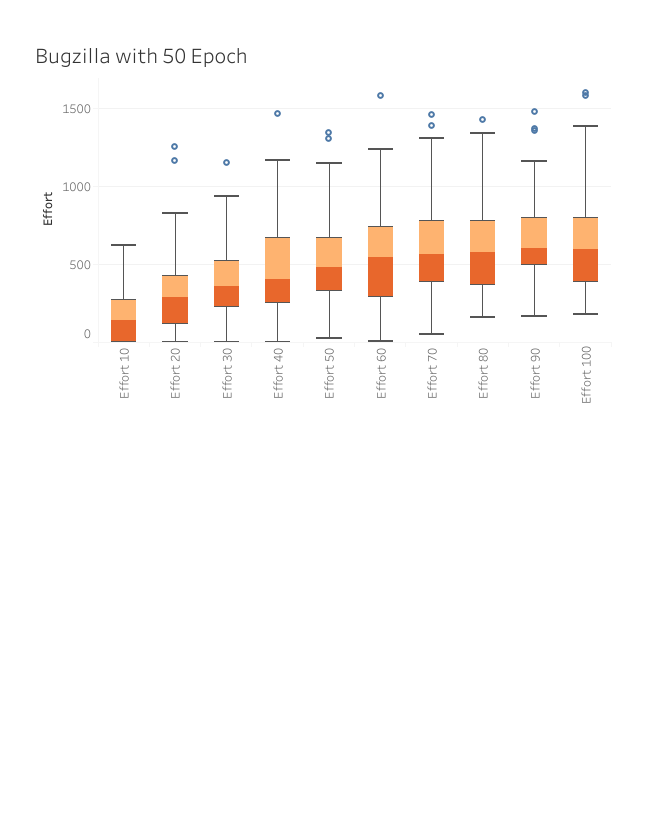 Bugzilla with 50 Epoch
1500
1000
500
0
Effort
Effort 10
Effort 20
Effort 30
Effort 40
Effort 50
Effort 60
Effort 70
Effort 80
Effort 90
Effort 100